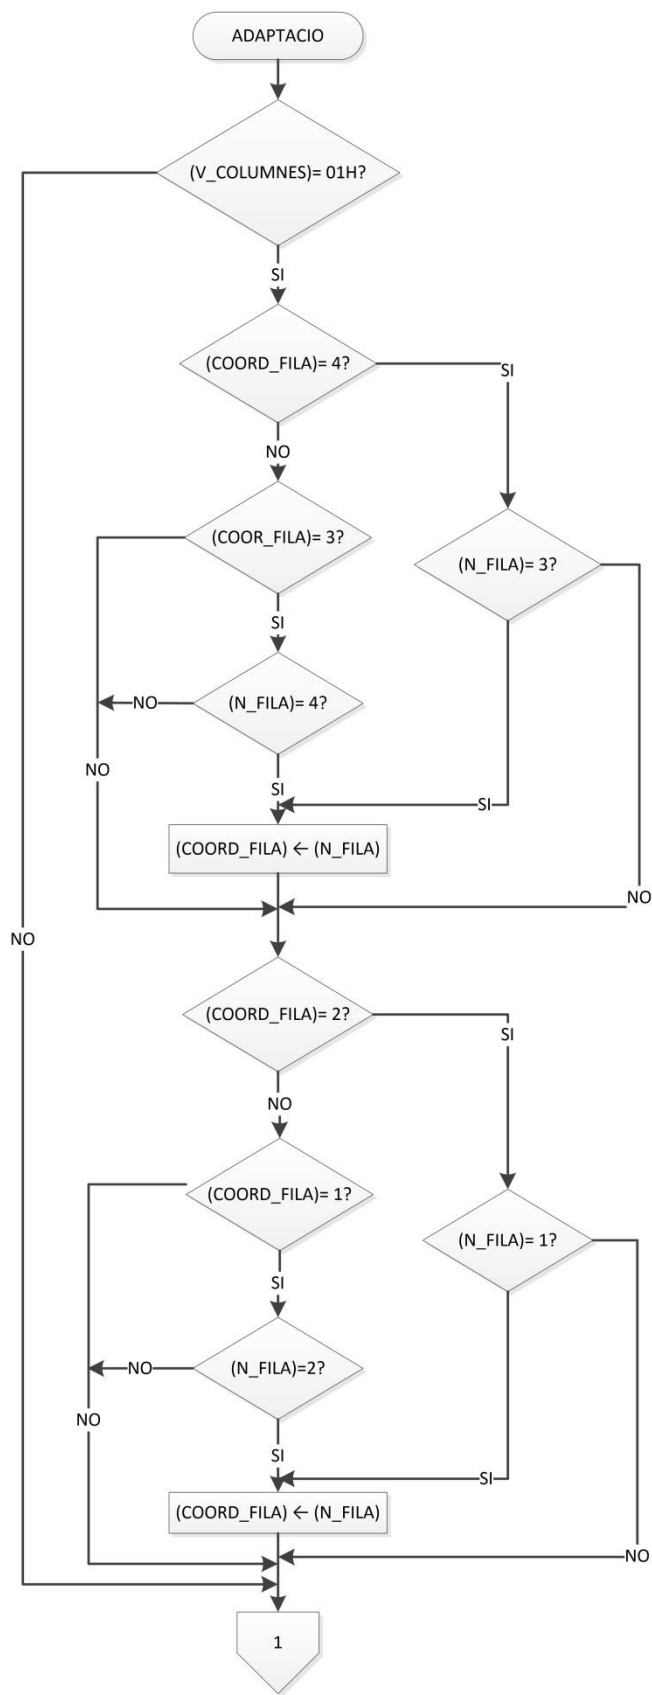 ADAPTACIO
(V_COLUMNES)= 01H?
SI
(COORD_FILA)= 4?
SI
NO
(COOR_FILA)= 3?
(N_FILA)= 3?
SI
NO
(N_FILA)= 4?
NO
SI
SI
(COORD_FILA) ← (N_FILA)
NO
NO
(COORD_FILA)= 2?
SI
NO
(COORD_FILA)= 1?
(N_FILA)= 1?
SI
NO
(N_FILA)=2?
NO
SI
SI
(COORD_FILA) ← (N_FILA)
NO
1